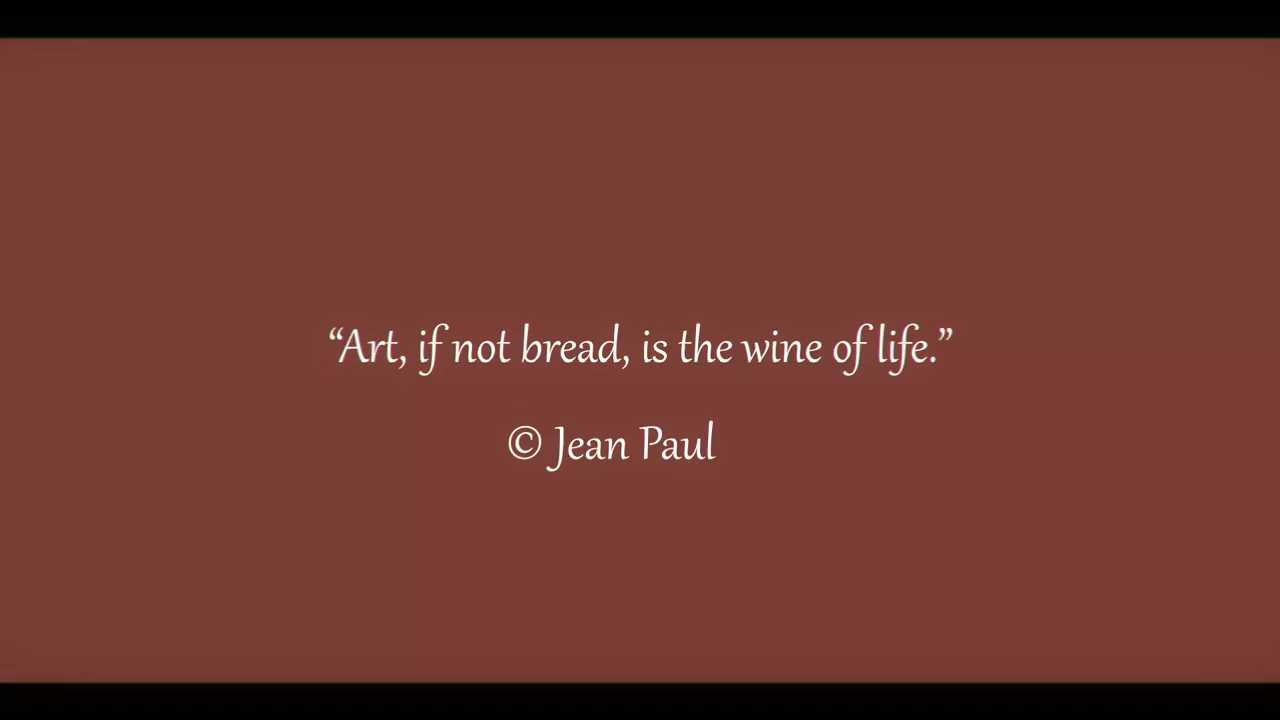 “Art, if not bread, is the wine of life.”
© Jean Paul